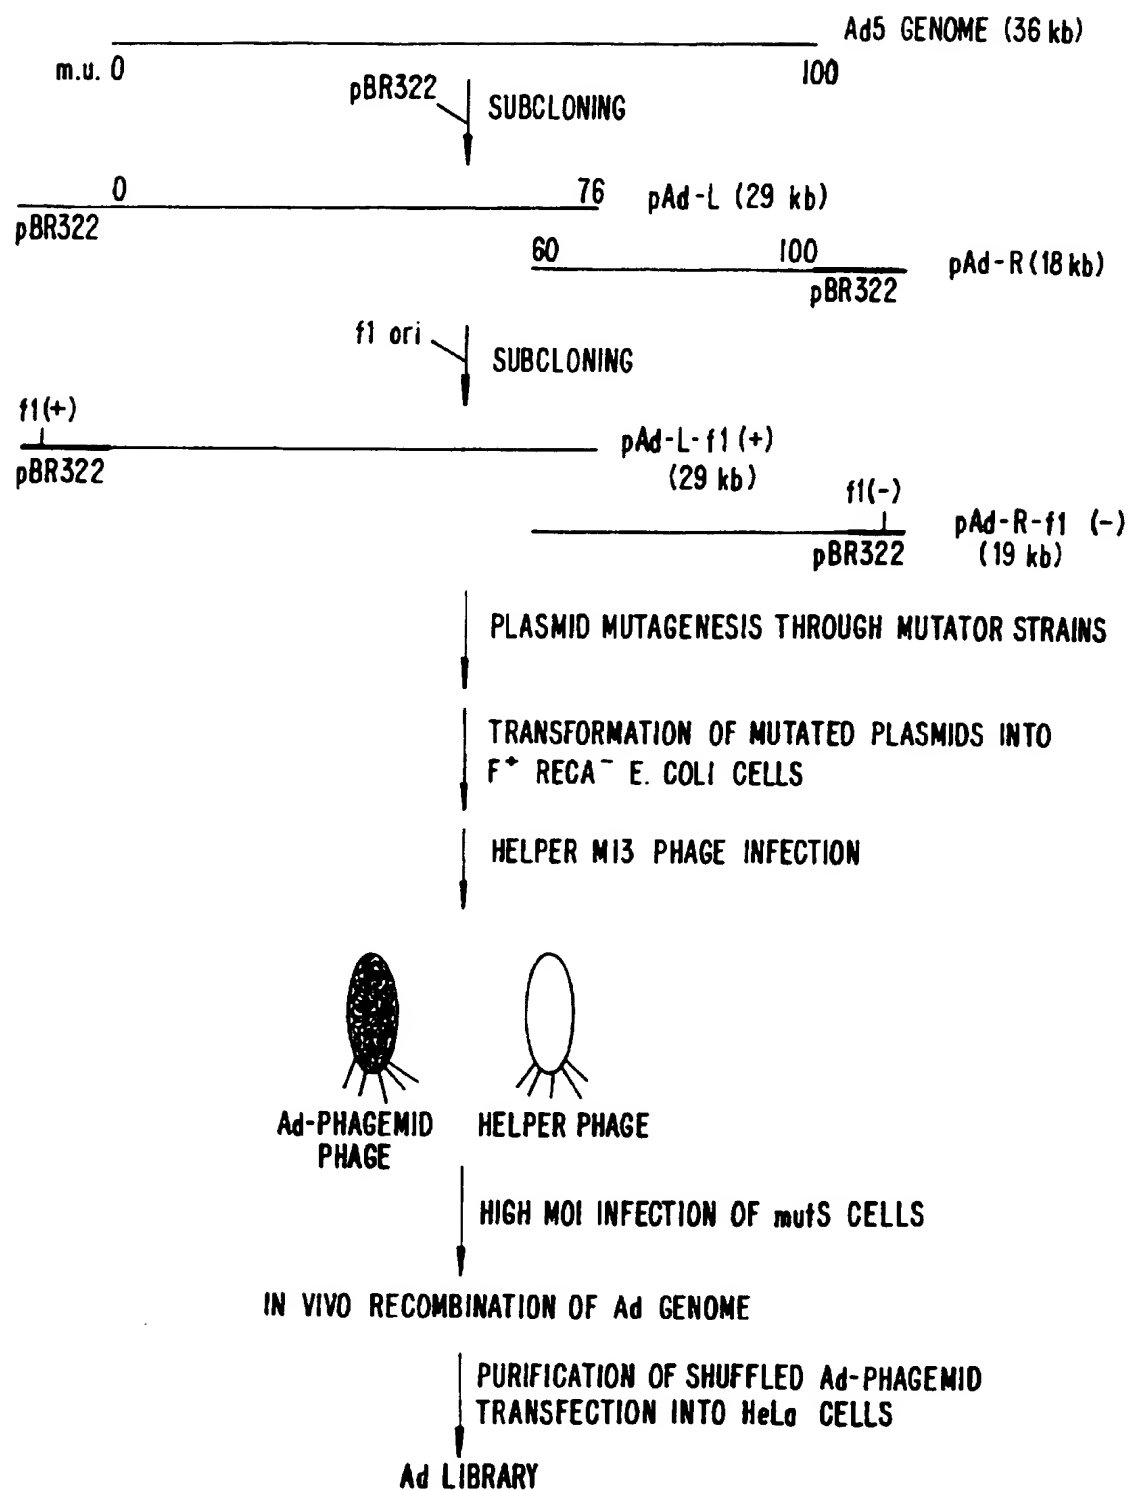 Ad5 GENOME (36 kb)
m.u. 0
100
pBR322
SUBCLONING
0
76
pAd-L (29 kb)
pBR322
60
100
pAd-R (18 kb)
pBR322
f1 ori
SUBCLONING
f1(+)
pBR322
pAd-L-f1 (+)
(29 kb)
f1(-)
pBR322
pAd-R-f1 (-)
(19 kb)
PLASMID MUTAGENESIS THROUGH MUTATOR STRAINS
TRANSFORMATION OF MUTATED PLASMIDS INTO
F+ RECA- E. COLI CELLS
HELPER M13 PHAGE INFECTION
Ad-PHAGEMID
PHAGE
HELPER PHAGE
HIGH MOI INFECTION OF mutS CELLS
IN VIVO RECOMBINATION OF Ad GENOME
PURIFICATION OF SHUFFLED Ad-PHAGEMID
TRANSFECTION INTO HeLa CELLS
Ad LIBRARY